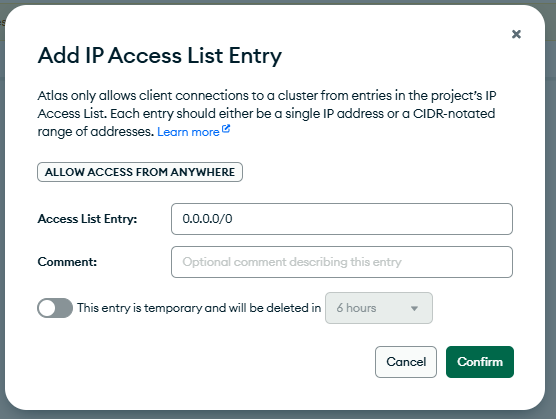 Add IP Access List Entry
Atlas only allows client connections to a cluster from entries in the project's IP
Access List. Each entry should either be a single IP address or a CIDR-notated
range of addresses. Learn more
ALLOW ACCESS FROM ANYWHERE
Access List Entry: 0.0.0.0/0
Comment: Optional comment describing this entry
This entry is temporary and will be deleted in 6 hours
Cancel Confirm